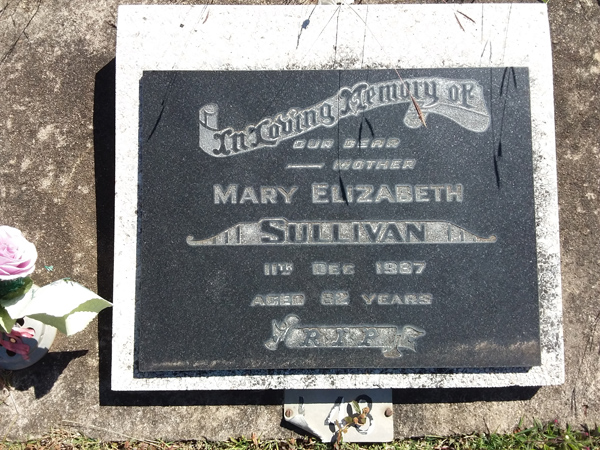 In Loving Memory of
OUR DEAR
MOTHER
MARY ELIZABETH
SULLIVAN
11TH DEC 1987
AGED 82 YEARS
R.I.P.